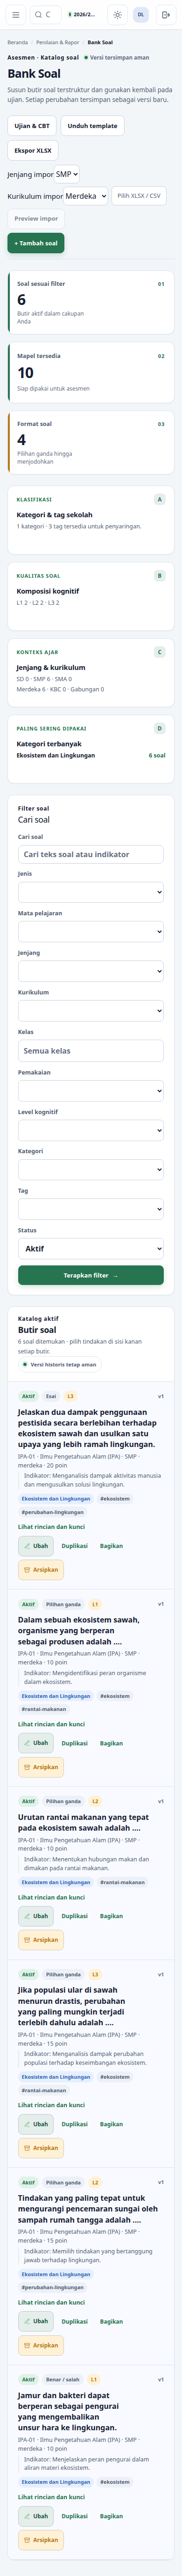 C
2026/2...
DL
Beranda / Penilaian & Rapor / Bank Soal
Asesmen · Katalog soal Versi tersimpan aman
Bank Soal
Susun butir soal terstruktur dan gunakan kembali pada
ujian. Setiap perubahan tersimpan sebagai versi baru.
Ujian & CBT
Unduh template
Ekspor XLSX
Jenjang impor SMP
Kurikulum impor Merdeka
Pilih XLSX / CSV
Preview impor
+ Tambah soal
Soal sesuai filter 01
6
Butir aktif dalam cakupan
Anda
Mapel tersedia 02
10
Siap dipakai untuk asesmen
Format soal 03
4
Pilihan ganda hingga
menjodohkan
KLASIFIKASI A
Kategori & tag sekolah
1 kategori · 3 tag tersedia untuk penyaringan.
KUALITAS SOAL B
Komposisi kognitif
L1 2 · L2 2 · L3 2
KONTEKS AJAR C
Jenjang & kurikulum
SD 0 · SMP 6 · SMA 0
Merdeka 6 · KBC 0 · Gabungan 0
PALING SERING DIPAKAI D
Kategori terbanyak
Ekosistem dan Lingkungan 6 soal
Filter soal
Cari soal
Cari soal
Cari teks soal atau indikator
Jenis
Mata pelajaran
Jenjang
Kurikulum
Kelas
Semua kelas
Pemakaian
Level kognitif
Kategori
Tag
Status
Aktif
Terapkan filter →
Katalog aktif
Butir soal
6 soal ditemukan · pilih tindakan di sisi kanan
setiap butir.
Versi historis tetap aman
Aktif Esai L3 v1
Jelaskan dua dampak penggunaan
pestisida secara berlebihan terhadap
ekosistem sawah dan usulkan satu
upaya yang lebih ramah lingkungan.
IPA-01 · Ilmu Pengetahuan Alam (IPA) · SMP ·
merdeka · 20 poin
Indikator: Menganalisis dampak aktivitas manusia
dan mengusulkan solusi lingkungan.
Ekosistem dan Lingkungan #ekosistem
#perubahan-lingkungan
Lihat rincian dan kunci
Ubah Duplikasi Bagikan
Arsipkan
Aktif Pilihan ganda L1 v1
Dalam sebuah ekosistem sawah,
organisme yang berperan
sebagai produsen adalah ....
IPA-01 · Ilmu Pengetahuan Alam (IPA) · SMP ·
merdeka · 10 poin
Indikator: Mengidentifikasi peran organisme
dalam ekosistem.
Ekosistem dan Lingkungan #ekosistem
#rantai-makanan
Lihat rincian dan kunci
Ubah Duplikasi Bagikan
Arsipkan
Aktif Pilihan ganda L2 v1
Urutan rantai makanan yang tepat
pada ekosistem sawah adalah ....
IPA-01 · Ilmu Pengetahuan Alam (IPA) · SMP ·
merdeka · 10 poin
Indikator: Menentukan hubungan makan dan
dimakan pada rantai makanan.
Ekosistem dan Lingkungan #rantai-makanan
Lihat rincian dan kunci
Ubah Duplikasi Bagikan
Arsipkan
Aktif Pilihan ganda L3 v1
Jika populasi ular di sawah
menurun drastis, perubahan
yang paling mungkin terjadi
terlebih dahulu adalah ....
IPA-01 · Ilmu Pengetahuan Alam (IPA) · SMP ·
merdeka · 15 poin
Indikator: Menganalisis dampak perubahan
populasi terhadap keseimbangan ekosistem.
Ekosistem dan Lingkungan #ekosistem
#rantai-makanan
Lihat rincian dan kunci
Ubah Duplikasi Bagikan
Arsipkan
Aktif Pilihan ganda L2 v1
Tindakan yang paling tepat untuk
mengurangi pencemaran sungai oleh
sampah rumah tangga adalah ....
IPA-01 · Ilmu Pengetahuan Alam (IPA) · SMP ·
merdeka · 15 poin
Indikator: Memilih tindakan yang bertanggung
jawab terhadap lingkungan.
Ekosistem dan Lingkungan
#perubahan-lingkungan
Lihat rincian dan kunci
Ubah Duplikasi Bagikan
Arsipkan
Aktif Benar / salah L1 v1
Jamur dan bakteri dapat
berperan sebagai pengurai
yang mengembalikan
unsur hara ke lingkungan.
IPA-01 · Ilmu Pengetahuan Alam (IPA) · SMP ·
merdeka · 10 poin
Indikator: Menjelaskan peran pengurai dalam
aliran materi ekosistem.
Ekosistem dan Lingkungan #ekosistem
Lihat rincian dan kunci
Ubah Duplikasi Bagikan
Arsipkan